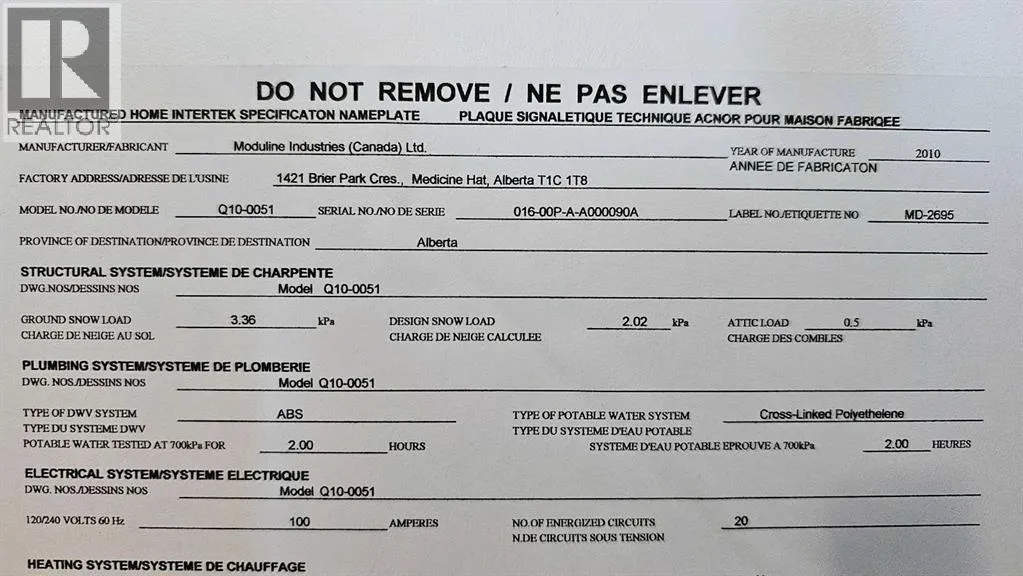 REALTOR
DO NOT REMOVE / NE PAS ENLEVER
MANUFACTURED HOME INTERTEK SPECIFICATON NAMEPLATE PLAQUE SIGNALETIQUE TECHNIQUE ACNOR POUR MAISON FABRIQEE
MANUFACTURER/FABRICANT Moduline Industries (Canada) Ltd. YEAR OF MANUFACTURE 2010
ANNEE DE FABRICATON
FACTORY ADDRESS/ADRESSE DE L'USINE 1421 Brier Park Cres., Medicine Hat, Alberta T1C 1T8
MODEL NO./NO DE MODELE Q10-0051 SERIAL NO./NO DE SERIE 016-00P-A-A000090A LABEL NO./ETIQUETTE NO MD-2695
PROVINCE OF DESTINATION/PROVINCE DE DESTINATION Alberta
STRUCTURAL SYSTEM/SYSTEME DE CHARPENTE
DWG.NOS/DESSINS NOS Model Q10-0051
GROUND SNOW LOAD 3.36 kPa DESIGN SNOW LOAD 2.02 kPa ATTIC LOAD 0.5 kPa
CHARGE DE NEIGE AU SOL CHARGE DE NEIGE CALCULEE CHARGE DES COMBLES
PLUMBING SYSTEM/SYSTEME DE PLOMBERIE
DWG. NOS./DESSINS NOS Model Q10-0051
TYPE OF DWV SYSTEM ABS TYPE OF POTABLE WATER SYSTEM Cross-Linked Polyethelene
TYPE DU SYSTEME DWV TYPE DU SYSTEME D'EAU POTABLE
POTABLE WATER TESTED AT 700kPa FOR 2.00 HOURS SYSTEME D'EAU POTABLE EPROUVE A 700kPa 2.00 HEURES
ELECTRICAL SYSTEM/SYSTEME ELECTRIQUE
DWG. NOS./DESSINS NOS Model Q10-0051
120/240 VOLTS 60 Hz 100 AMPERES NO. OF ENERGIZED CIRCUITS 20
N.DE CIRCUITS SOUS TENSION
HEATING SYSTEM/SYSTEME DE CHAUFFAGE